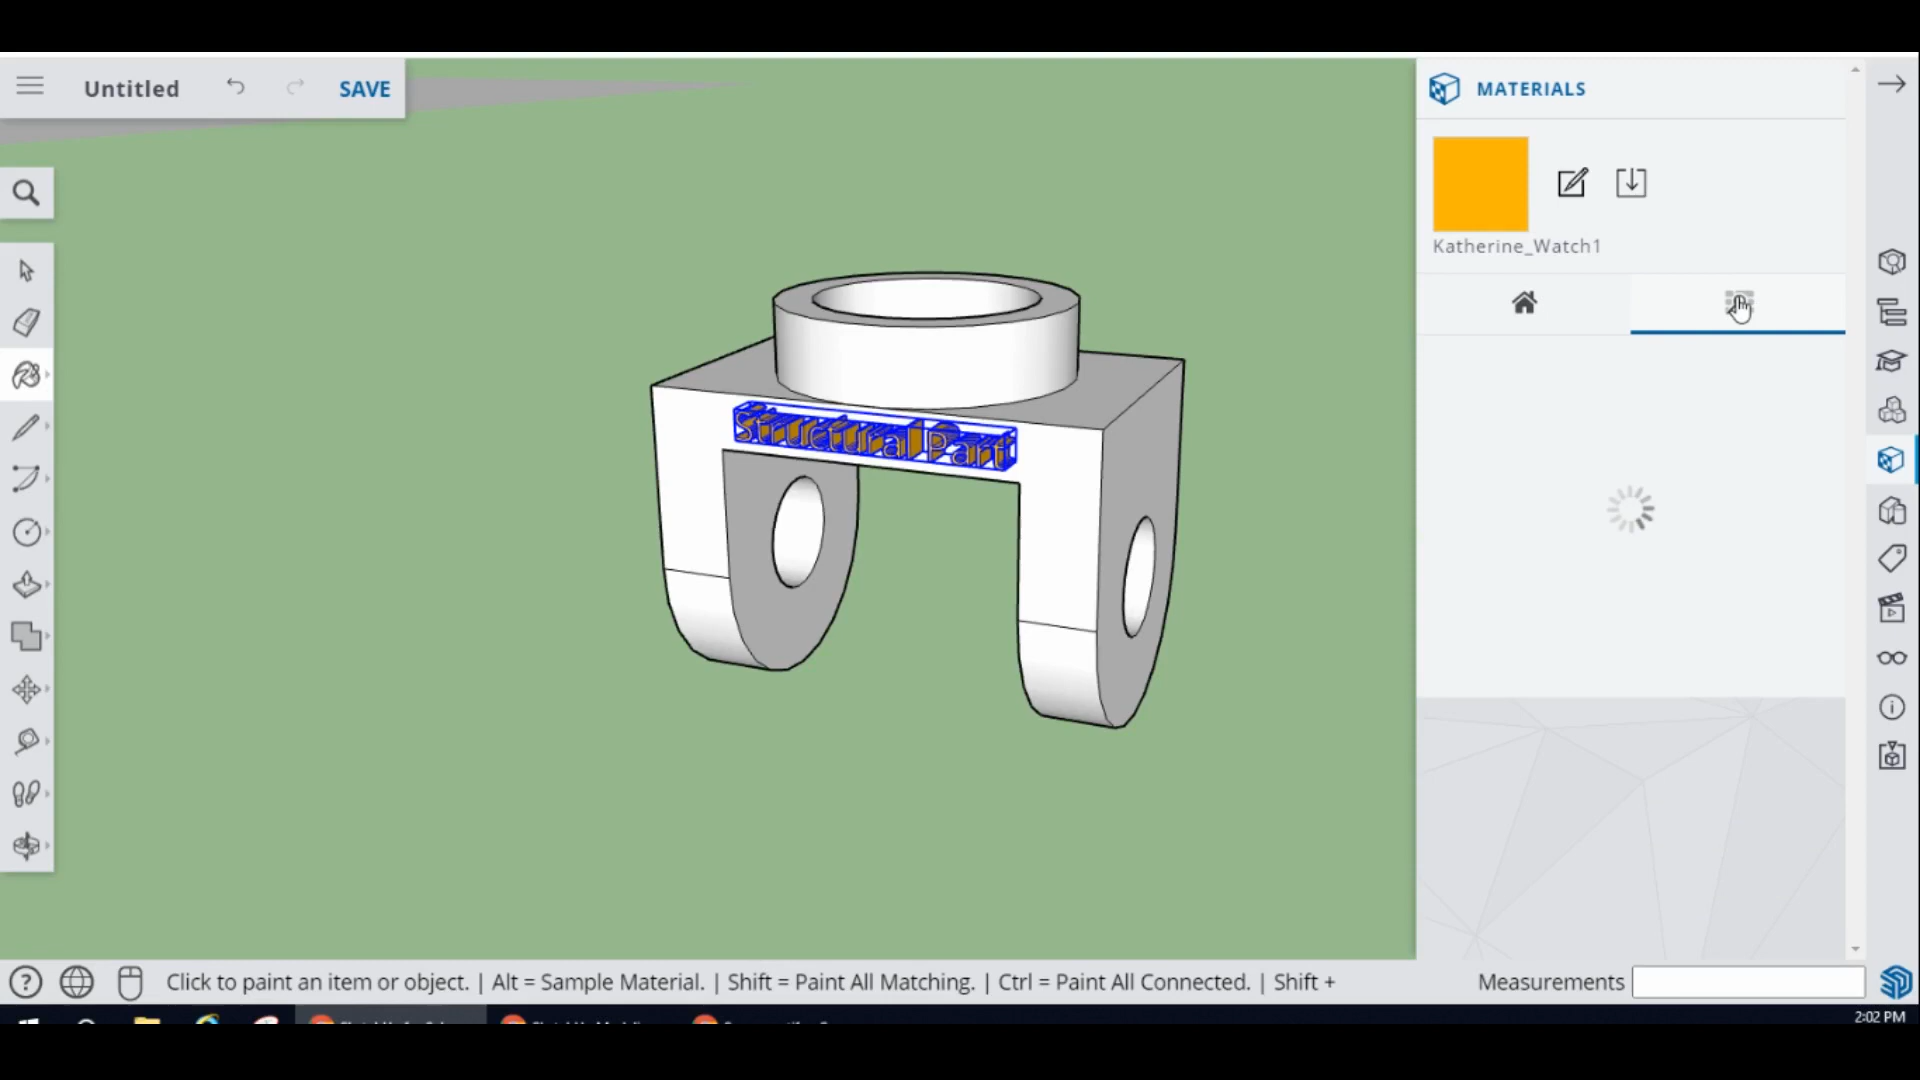 Untitled
SAVE
MATERIALS
Katherine_Watch1
Structural Part
Click to paint an item or object. | Alt = Sample Material. | Shift = Paint All Matching. | Ctrl = Paint All Connected. | Shift +
Measurements
2:02 PM